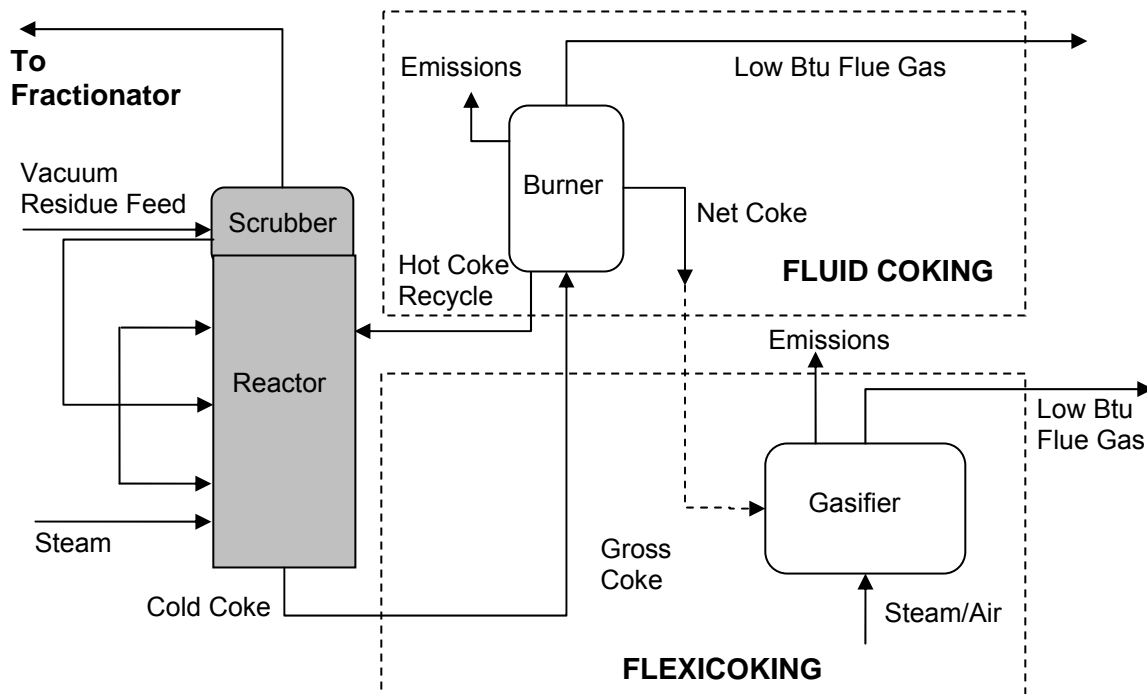 To
Fractionator
Emissions
Low Btu Flue Gas
Vacuum
Residue Feed
Scrubber
Burner
Net Coke
Hot Coke
Recycle
FLUID COKING
Emissions
Reactor
Low Btu
Flue Gas
Gasifier
Steam
Gross
Coke
Cold Coke
Steam/Air
FLEXICOKING